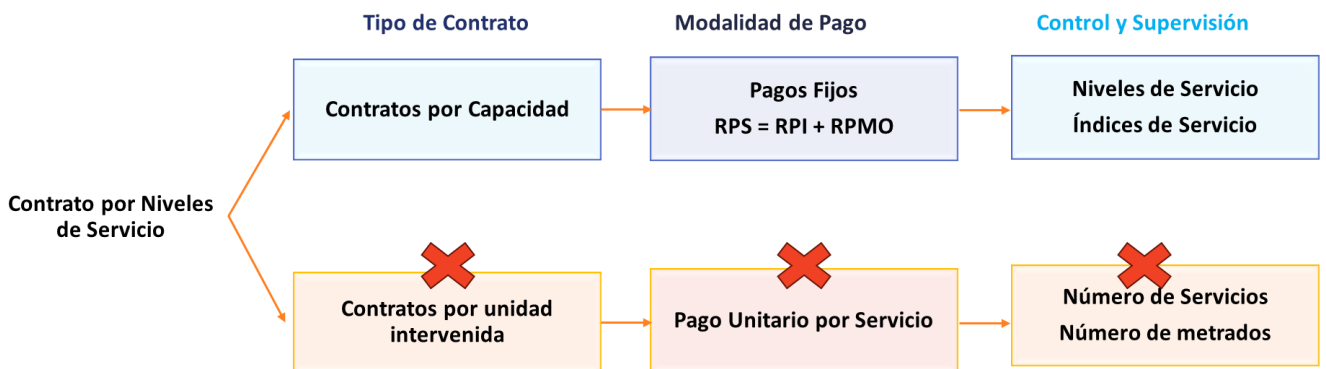 Tipo de Contrato
Modalidad de Pago
Control y Supervisión
Contratos por Capacidad
Pagos Fijos
RPS = RPI + RPMO
Niveles de Servicio
Índices de Servicio
Contrato por Niveles
de Servicio
Contratos por unidad
intervenida
Pago Unitario por Servicio
Número de Servicios
Número de metrados